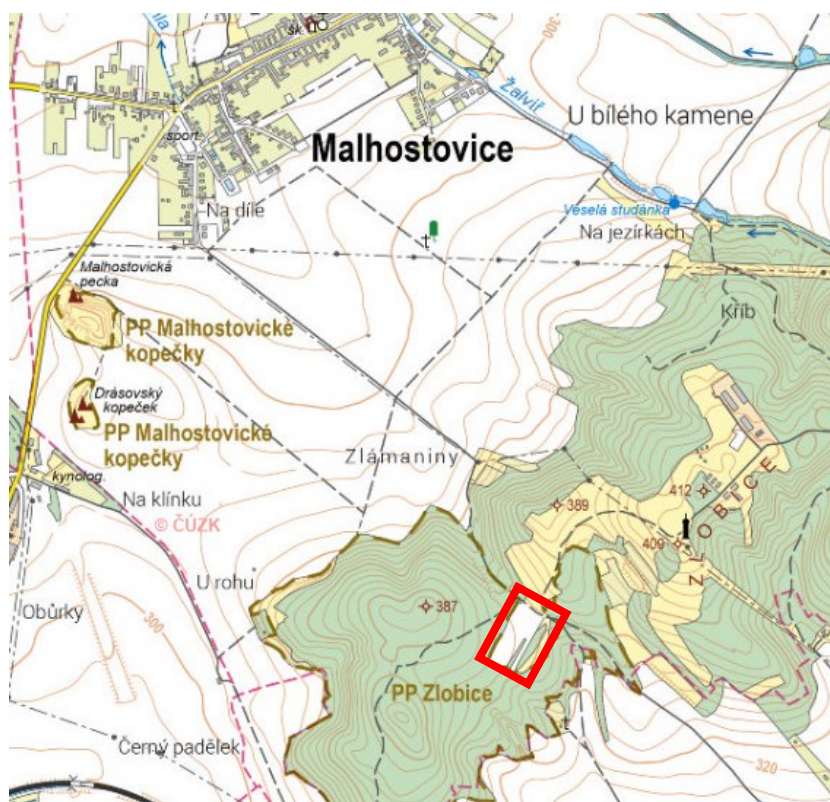 300
šk.
Žalvíř
U bílého kamene
sport.
Malhostovice
Na díle
Veselá studánka
Na jezírkách
Malhostovická
pecka
Kříb
PP Malhostovické
kopečky
Drásovský
kopeček
PP Malhostovické
kopečky
Zlámaniny
kynolog.
Na klínku
© ČÚZK
412
389
409
ZLOBICE
U rohu
387
Obůrky
300
PP Zlobice
Černý padělek
320